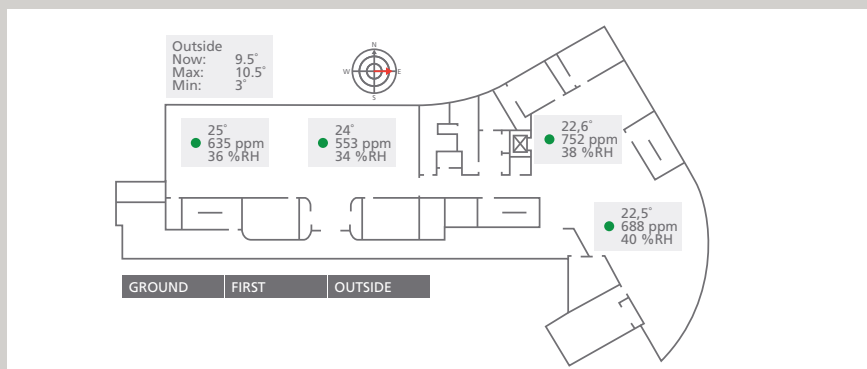 Outside
Now: 9.5°
Max: 10.5°
Min: 3°
N
W E
S
25°
635 ppm
36 %RH
24°
553 ppm
34 %RH
22,6°
752 ppm
38 %RH
22,5°
688 ppm
40 %RH
GROUND FIRST OUTSIDE